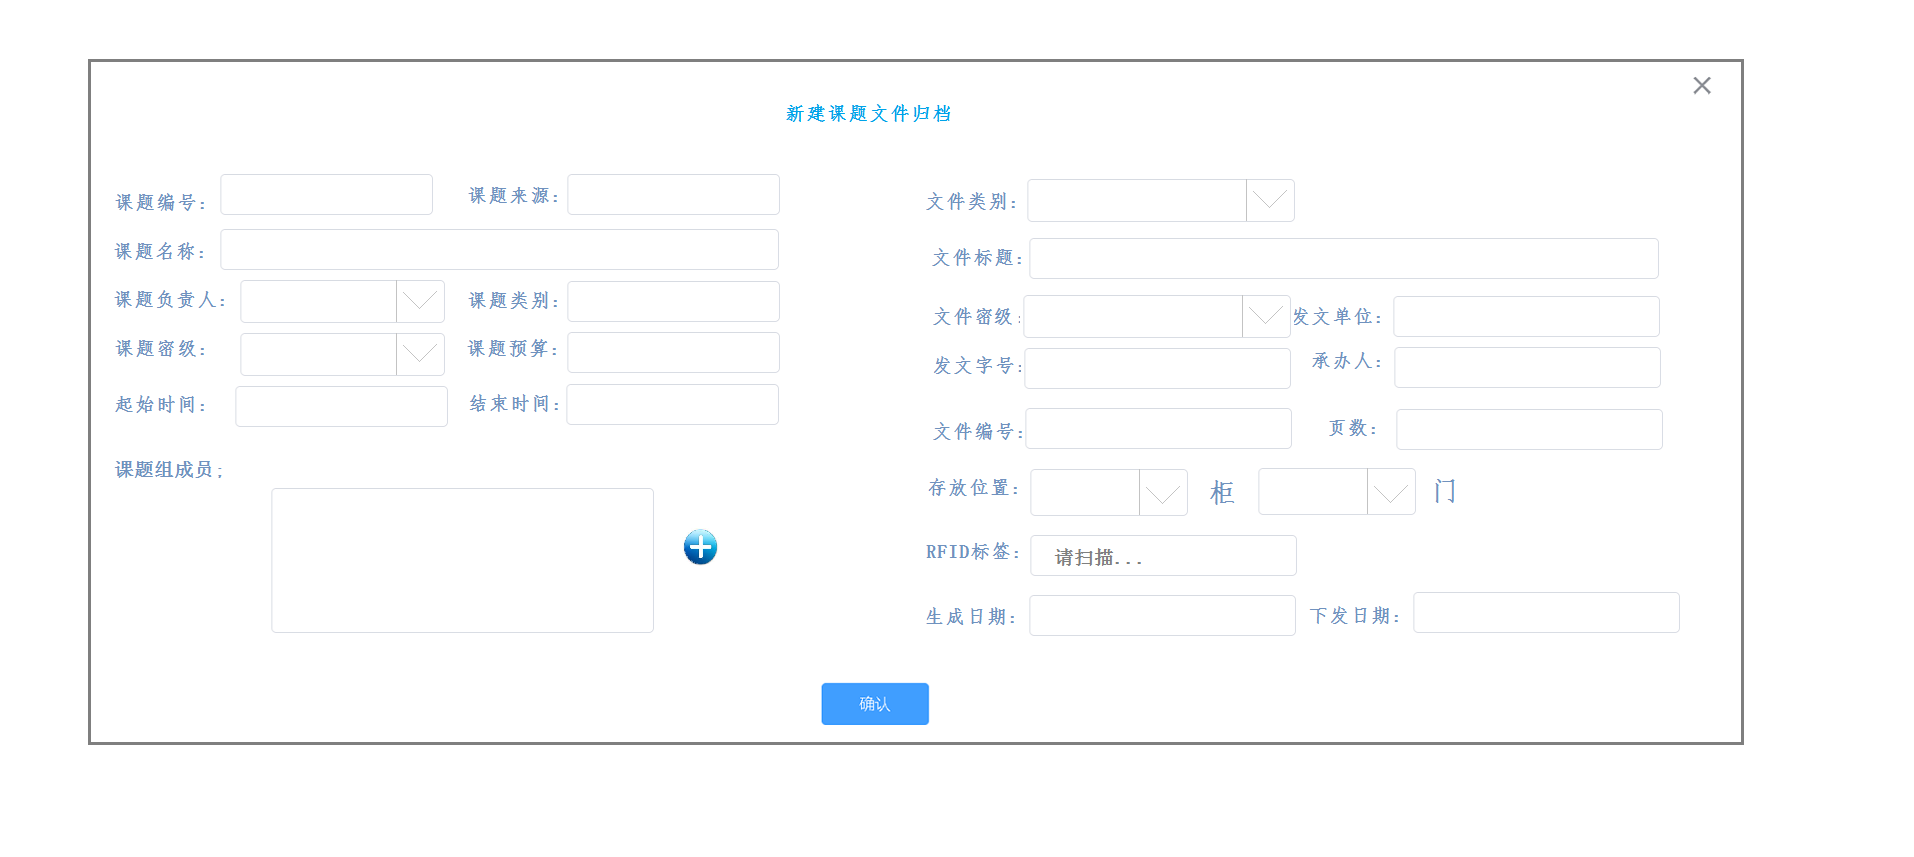 新建课题文件归档
课题编号： 课题来源：
课题名称：
课题负责人： 课题类别：
课题密级： 课题预算：
起始时间： 结束时间：
课题组成员；
文件类别：
文件标题：
文件密级： 发文单位：
发文字号： 承办人：
文件编号： 页数：
存放位置： 柜 门
RFID标签： 请扫描...
生成日期： 下发日期：
确认